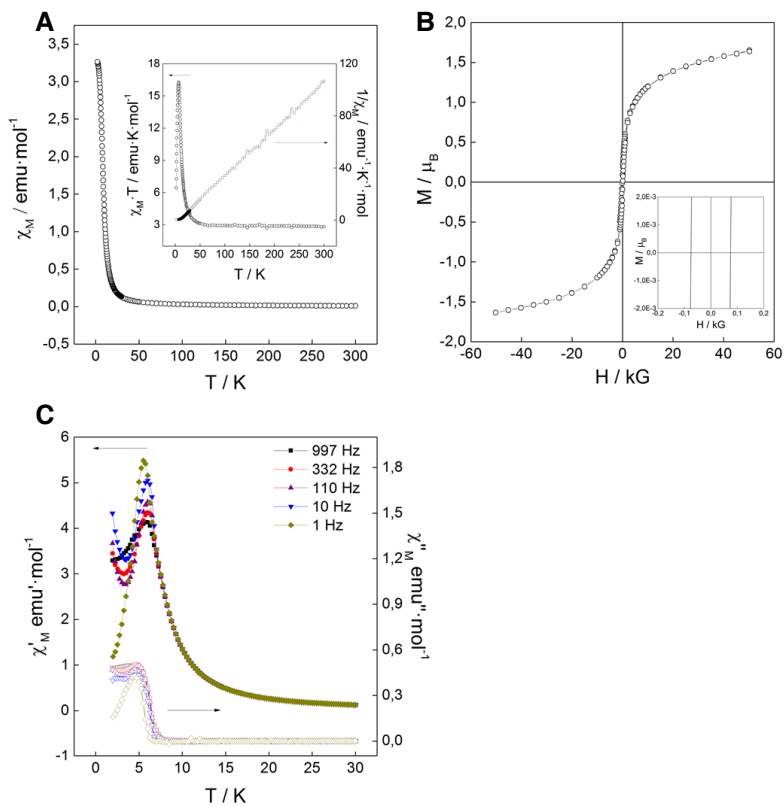 A
3,5
3,0
2,5
2,0
1,5
1,0
0,5
0,0
-0,5
χM / emu·mol-1
0 50 100 150 200 250 300
T / K
18
15
12
9
6
3
χM·T / emu·K·mol-1
120
80
40
0
1/χM / emu-1·K-1·mol
0 50 100 150 200 250 300
T / K
B
2,0
1,5
1,0
0,5
0,0
-0,5
-1,0
-1,5
-2,0
M / μB
-60 -40 -20 0 20 40 60
H / kG
2,0E-3
1,0E-3
0,0
-1,0E-3
-2,0E-3
M / μB
-0,2 -0,1 0,0 0,1 0,2
H / kG
C
6
5
4
3
2
1
0
-1
χ'M emu'·mol-1
997 Hz
332 Hz
110 Hz
10 Hz
1 Hz
1,8
1,5
1,2
0,9
0,6
0,3
0,0
χ''M emu''·mol-1
0 5 10 15 20 25 30
T / K